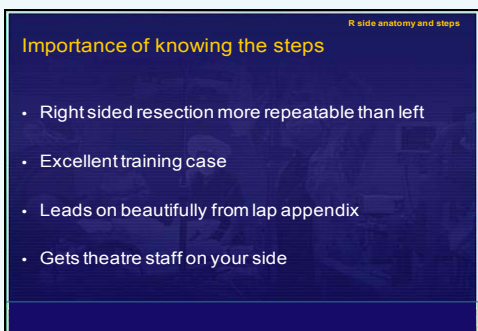 R side anatomy and steps
Importance of knowing the steps
• Right sided resection more repeatable than left
• Excellent training case
• Leads on beautifully from lap appendix
• Gets theatre staff on your side